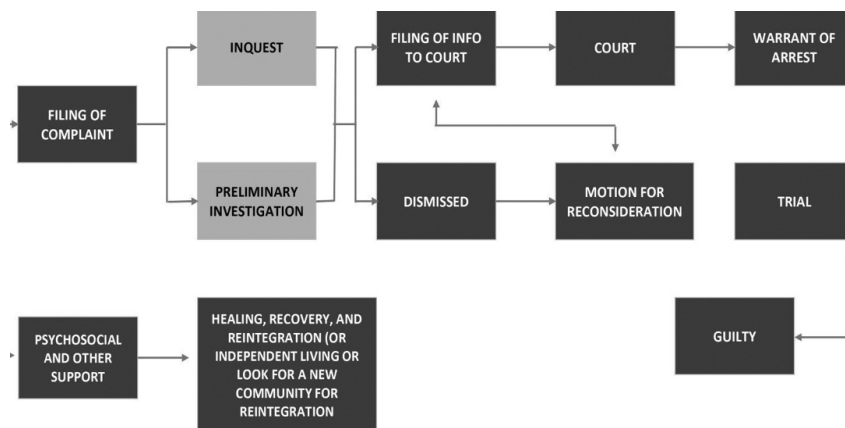 INQUEST
FILING OF INFO
TO COURT
COURT
WARRANT OF
ARREST
FILING OF
COMPLAINT
PRELIMINARY
INVESTIGATION
DISMISSED
MOTION FOR
RECONSIDERATION
TRIAL
PSYCHOSOCIAL
AND OTHER
SUPPORT
HEALING, RECOVERY, AND
REINTEGRATION (OR
INDEPENDENT LIVING OR
LOOK FOR A NEW
COMMUNITY FOR
REINTEGRATION
GUILTY